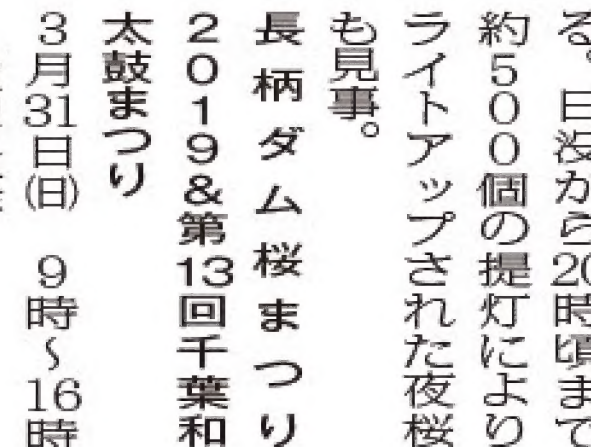 る。日没から20時頃まで
約500個の提灯により
ライトアップされた夜桜
も見事。
長柄ダム桜まつり
2019&第13回千葉和
太鼓まつり
3月31日(日) 9時~16時